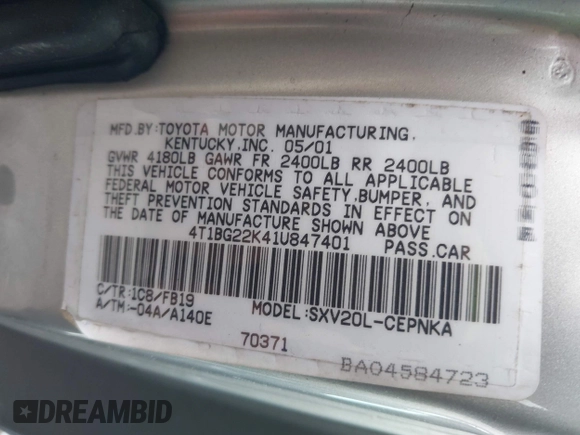 MFD.BY:TOYOTA MOTOR MANUFACTURING,
KENTUCKY,INC. 05/01
GVWR 4180LB GAWR FR 2400LB RR 2400LB
THIS VEHICLE CONFORMS TO ALL APPLICABLE
FEDERAL MOTOR VEHICLE SAFETY,BUMPER, AND
THEFT PREVENTION STANDARDS IN EFFECT ON
THE DATE OF MANUFACTURE SHOWN ABOVE
4T1BG22K41U847401 PASS.CAR
C/TR:1C8/FB19
A/TM:-04A/A140E
MODEL:SXV20L-CEPNKA
70371
BA04584723
DREAMBID